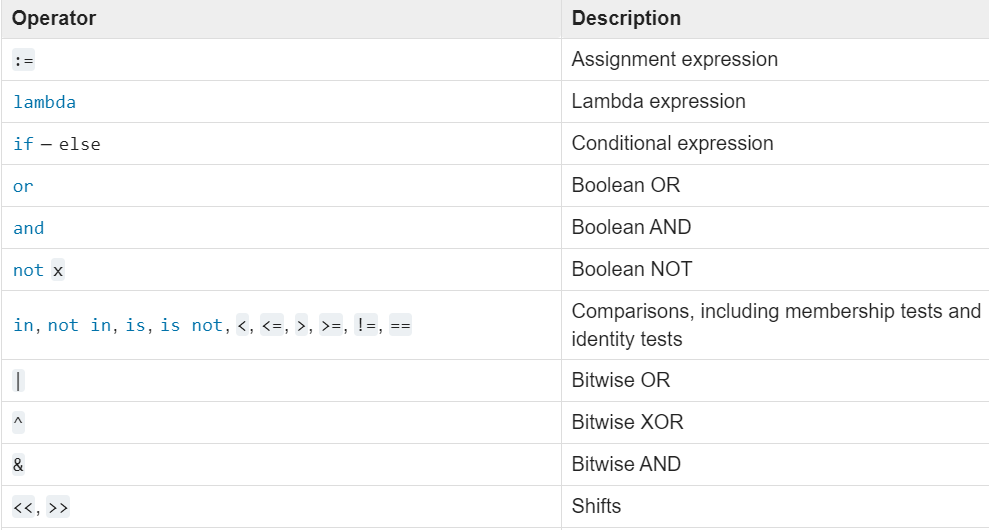 Operator Description
:= Assignment expression
lambda Lambda expression
if – else Conditional expression
or Boolean OR
and Boolean AND
not x Boolean NOT
in, not in, is, is not, <, <=, >, >=, !=, == Comparisons, including membership tests and
identity tests
| Bitwise OR
^ Bitwise XOR
& Bitwise AND
<<, >> Shifts